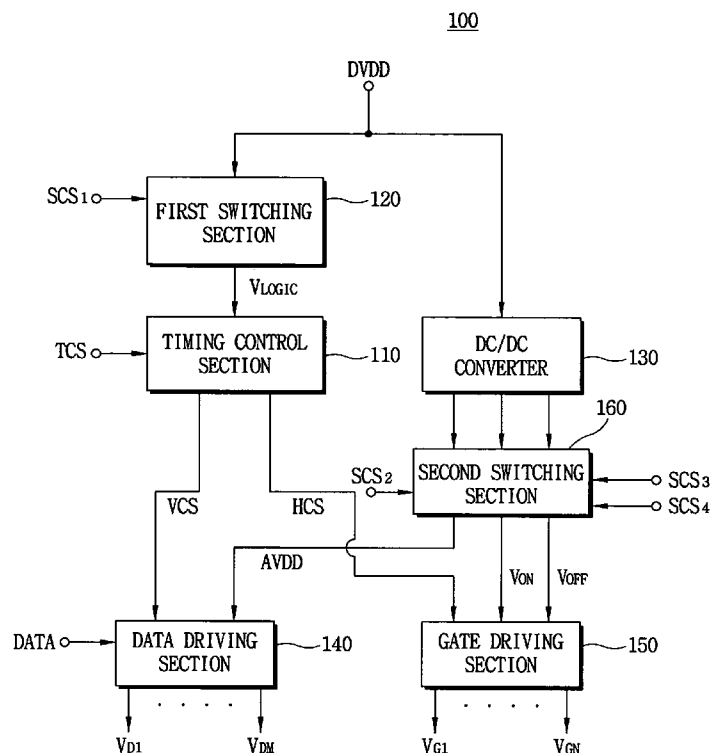 100
DVDD
SCS1
FIRST SWITCHING
SECTION
120
VLOGIC
TCS
TIMING CONTROL
SECTION
110
DC/DC
CONVERTER
130
160
SCS2
SECOND SWITCHING
SECTION
SCS3
SCS4
VCS
HCS
AVDD
VON
VOFF
DATA
DATA DRIVING
SECTION
140
GATE DRIVING
SECTION
150
. . . . .
. . . . .
VD1
VDM
VG1
VGN